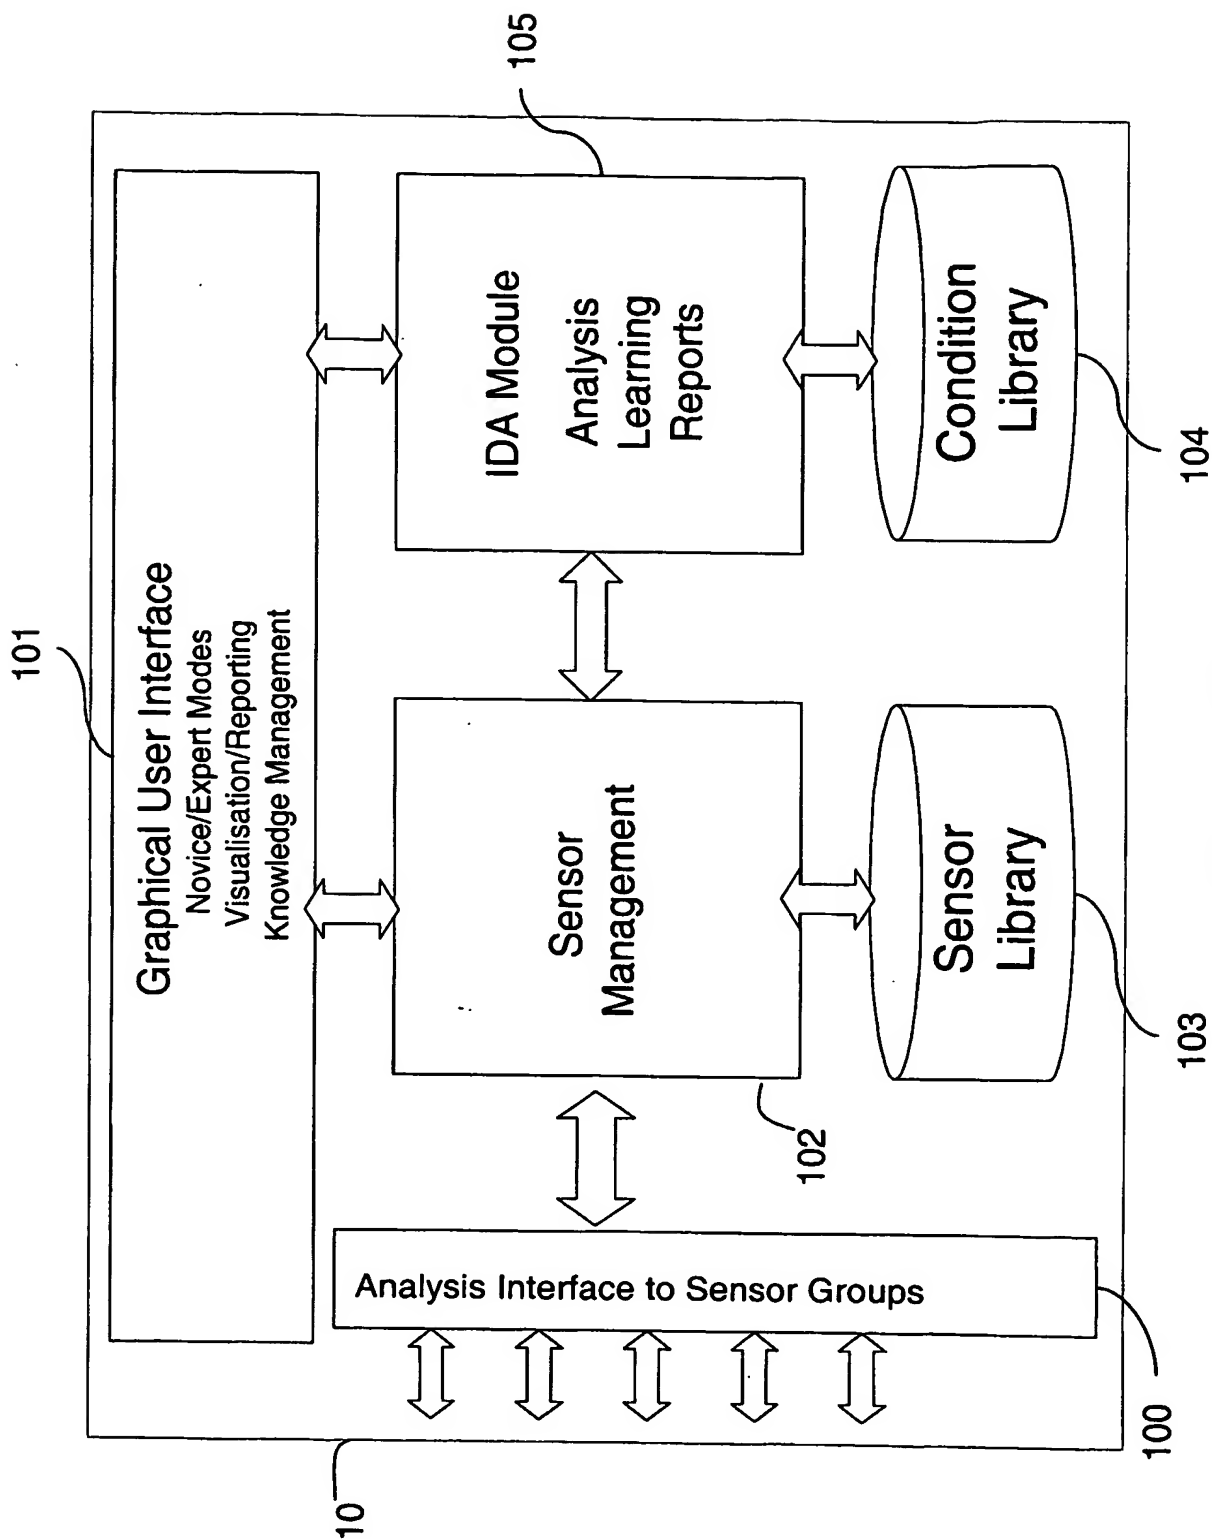 101
105
Graphical User Interface
Novice/Expert Modes
Visualisation/Reporting
Knowledge Management
10
Analysis Interface to Sensor Groups
100
Sensor
Management
102
IDA Module
Analysis
Learning
Reports
Sensor
Library
103
Condition
Library
104